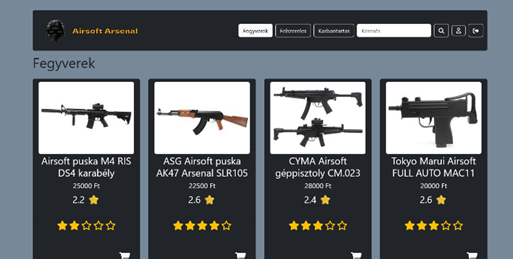 Airsoft Arsenal
Fegyverek
Felszerelés
Karbantartás
Keresés
Fegyverek
Airsoft puska M4 RIS
DS4 karabély
25000 Ft
2.2
ASG Airsoft puska
AK47 Arsenal SLR105
22500 Ft
2.6
CYMA Airsoft
géppisztoly CM.023
28000 Ft
2.4
Tokyo Marui Airsoft
FULL AUTO MAC11
20000 Ft
2.6